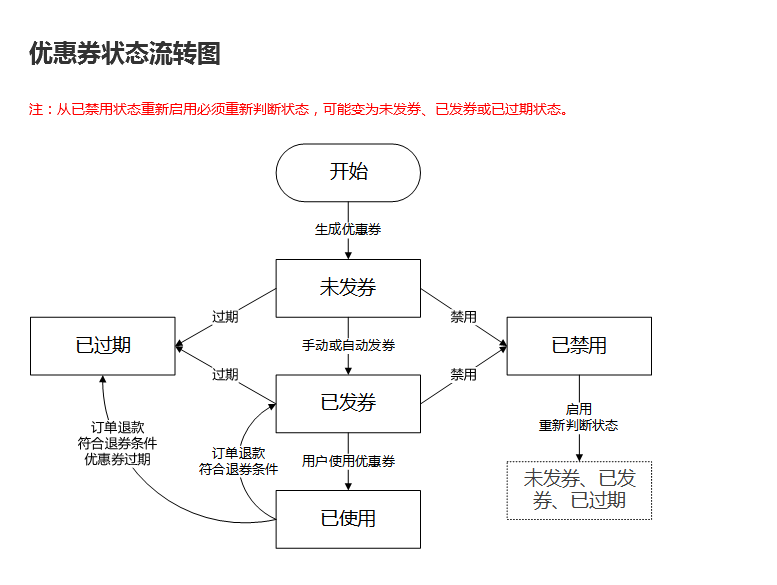 优惠券状态流转图
注：从已禁用状态重新启用必须重新判断状态，可能变为未发券、已发券或已过期状态。
开始
生成优惠券
未发券
过期
禁用
已过期
手动或自动发券
已禁用
过期
禁用
已发券
启用
重新判断状态
订单退款
符合退券条件
优惠券过期
订单退款
符合退券条件
用户使用优惠券
未发券、已发
券、已过期
已使用